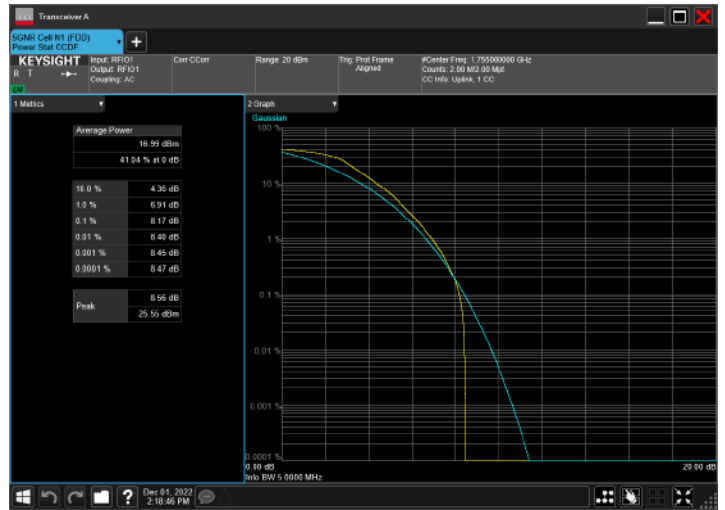 Transceiver A
5GNR Cell N1 (FDD)
Power Stat CCDF
KEYSIGHT
R T
Input: RFIO1
Output: RFIO1
Coupling: AC
Corr CCorr
Range: 20 dBm
Trig: Prot Frame
Aligned
#Center Freq: 1.755000000 GHz
Counts: 2.00 M/2.00 Mpt
CC Info: Uplink, 1 CC
1 Metrics
Average Power
16.99 dBm
41.04 % at 0 dB
10.0 % 4.36 dB
1.0 % 6.91 dB
0.1 % 8.17 dB
0.01 % 8.40 dB
0.001 % 8.45 dB
0.0001 % 8.47 dB
Peak 8.56 dB
25.55 dBm
2 Graph
Gaussian
100 %
10 %
1 %
0.1 %
0.01 %
0.001 %
0.0001 %
0.00 dB
20.00 dB
Info BW 5.0000 MHz
?
Dec 01, 2022
2:18:46 PM